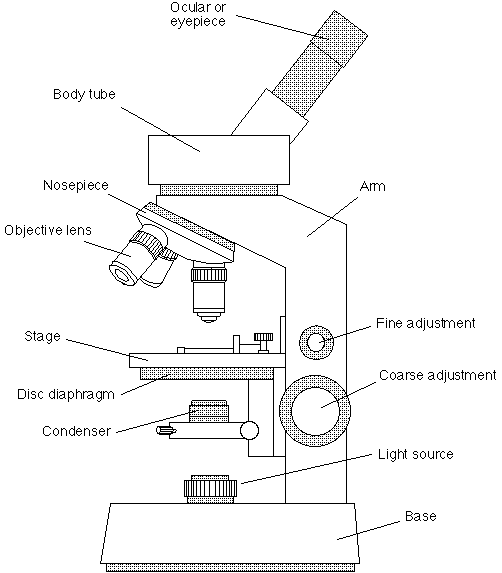 Ocular or
eyepiece
Body tube
Nosepiece
Arm
Objective lens
Fine adjustment
Stage
Coarse adjustment
Disc diaphragm
Condenser
Light source
Base